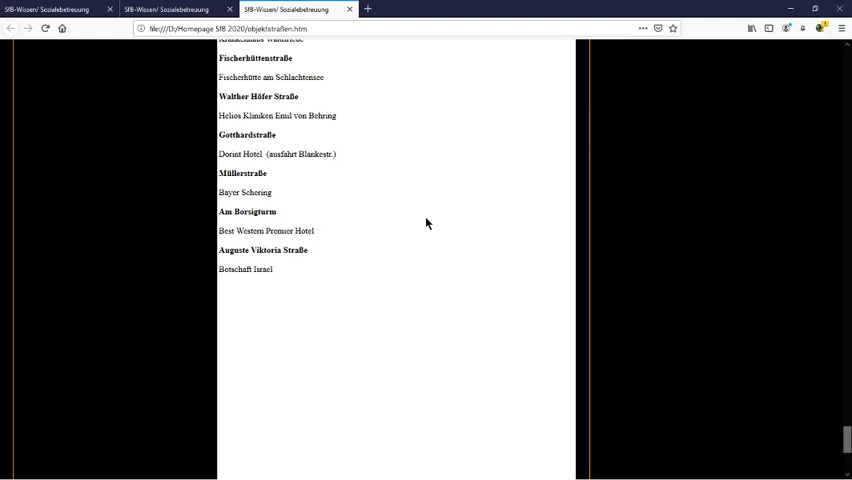 SfB-Wissen/ Sozialebetreuung
SfB-Wissen/ Sozialebetreuung
SfB-Wissen/ Sozialebetreuung
file:///D:/Homepage SfB 2020/objektstraßen.htm
Krankenhaus Waldfriede
Fischerhüttenstraße
Fischerhütte am Schlachtensee
Walther Höfer Straße
Helios Kliniken Emil von Behring
Gotthardstraße
Dorint Hotel (ausfahrt Blankestr.)
Müllerstraße
Bayer Schering
Am Borsigturm
Best Western Premier Hotel
Auguste Viktoria Straße
Botschaft Israel